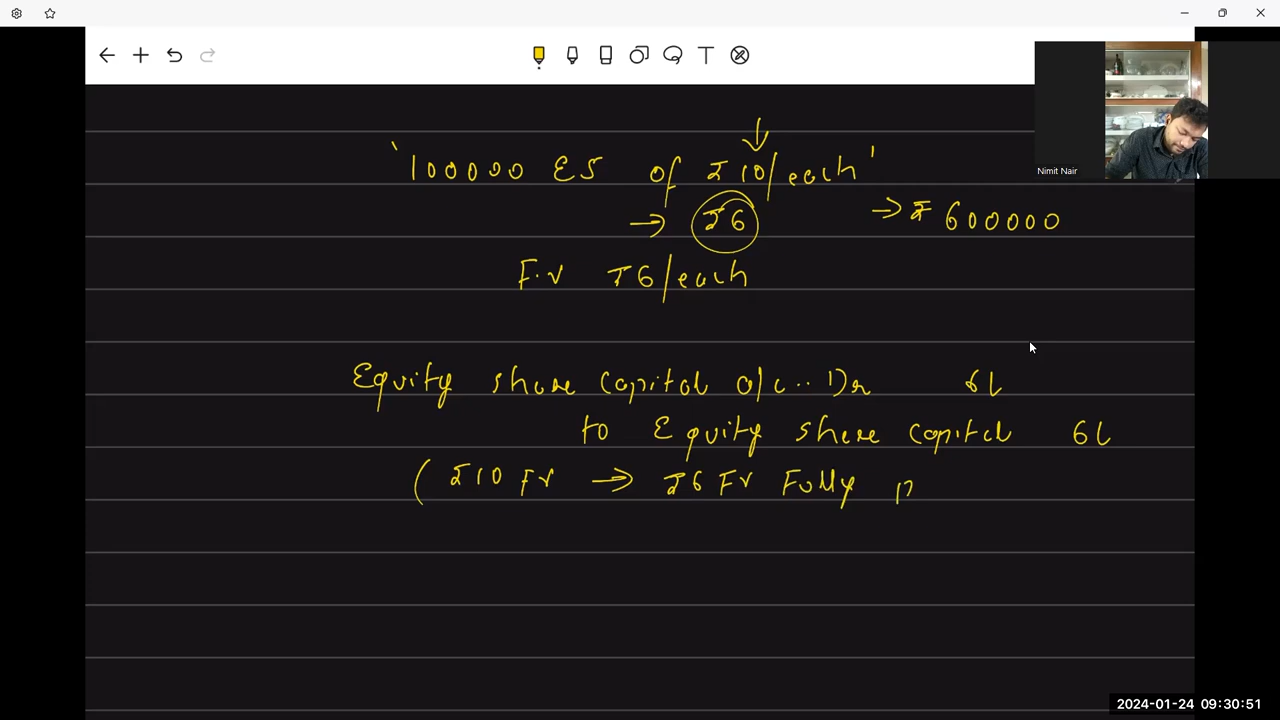 Nimit Nair
'100000 ES of ₹10/each'
→ ₹6 → ₹600000
F.V ₹6/each
Equity share capital a/c .. Dr 6L
to Equity share capital 6L
(₹10 FV → ₹6 FV Fully P
2024-01-24 09:30:51